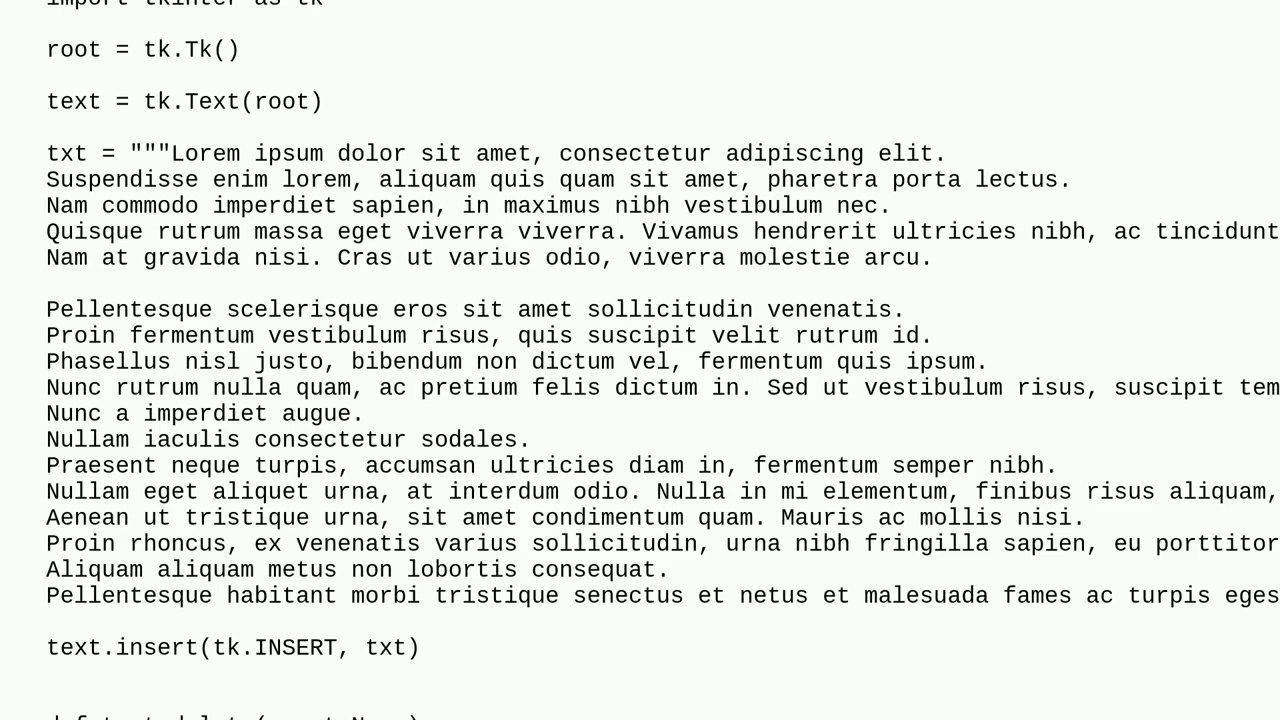 import tkinter as tk
root = tk.Tk()
text = tk.Text(root)
txt = """Lorem ipsum dolor sit amet, consectetur adipiscing elit.
Suspendisse enim lorem, aliquam quis quam sit amet, pharetra porta lectus.
Nam commodo imperdiet sapien, in maximus nibh vestibulum nec.
Quisque rutrum massa eget viverra viverra. Vivamus hendrerit ultricies nibh, ac tincidunt
Nam at gravida nisi. Cras ut varius odio, viverra molestie arcu.
Pellentesque scelerisque eros sit amet sollicitudin venenatis.
Proin fermentum vestibulum risus, quis suscipit velit rutrum id.
Phasellus nisl justo, bibendum non dictum vel, fermentum quis ipsum.
Nunc rutrum nulla quam, ac pretium felis dictum in. Sed ut vestibulum risus, suscipit tem
Nunc a imperdiet augue.
Nullam iaculis consectetur sodales.
Praesent neque turpis, accumsan ultricies diam in, fermentum semper nibh.
Nullam eget aliquet urna, at interdum odio. Nulla in mi elementum, finibus risus aliquam,
Aenean ut tristique urna, sit amet condimentum quam. Mauris ac mollis nisi.
Proin rhoncus, ex venenatis varius sollicitudin, urna nibh fringilla sapien, eu porttitor
Aliquam aliquam metus non lobortis consequat.
Pellentesque habitant morbi tristique senectus et netus et malesuada fames ac turpis eges
text.insert(tk.INSERT, txt)